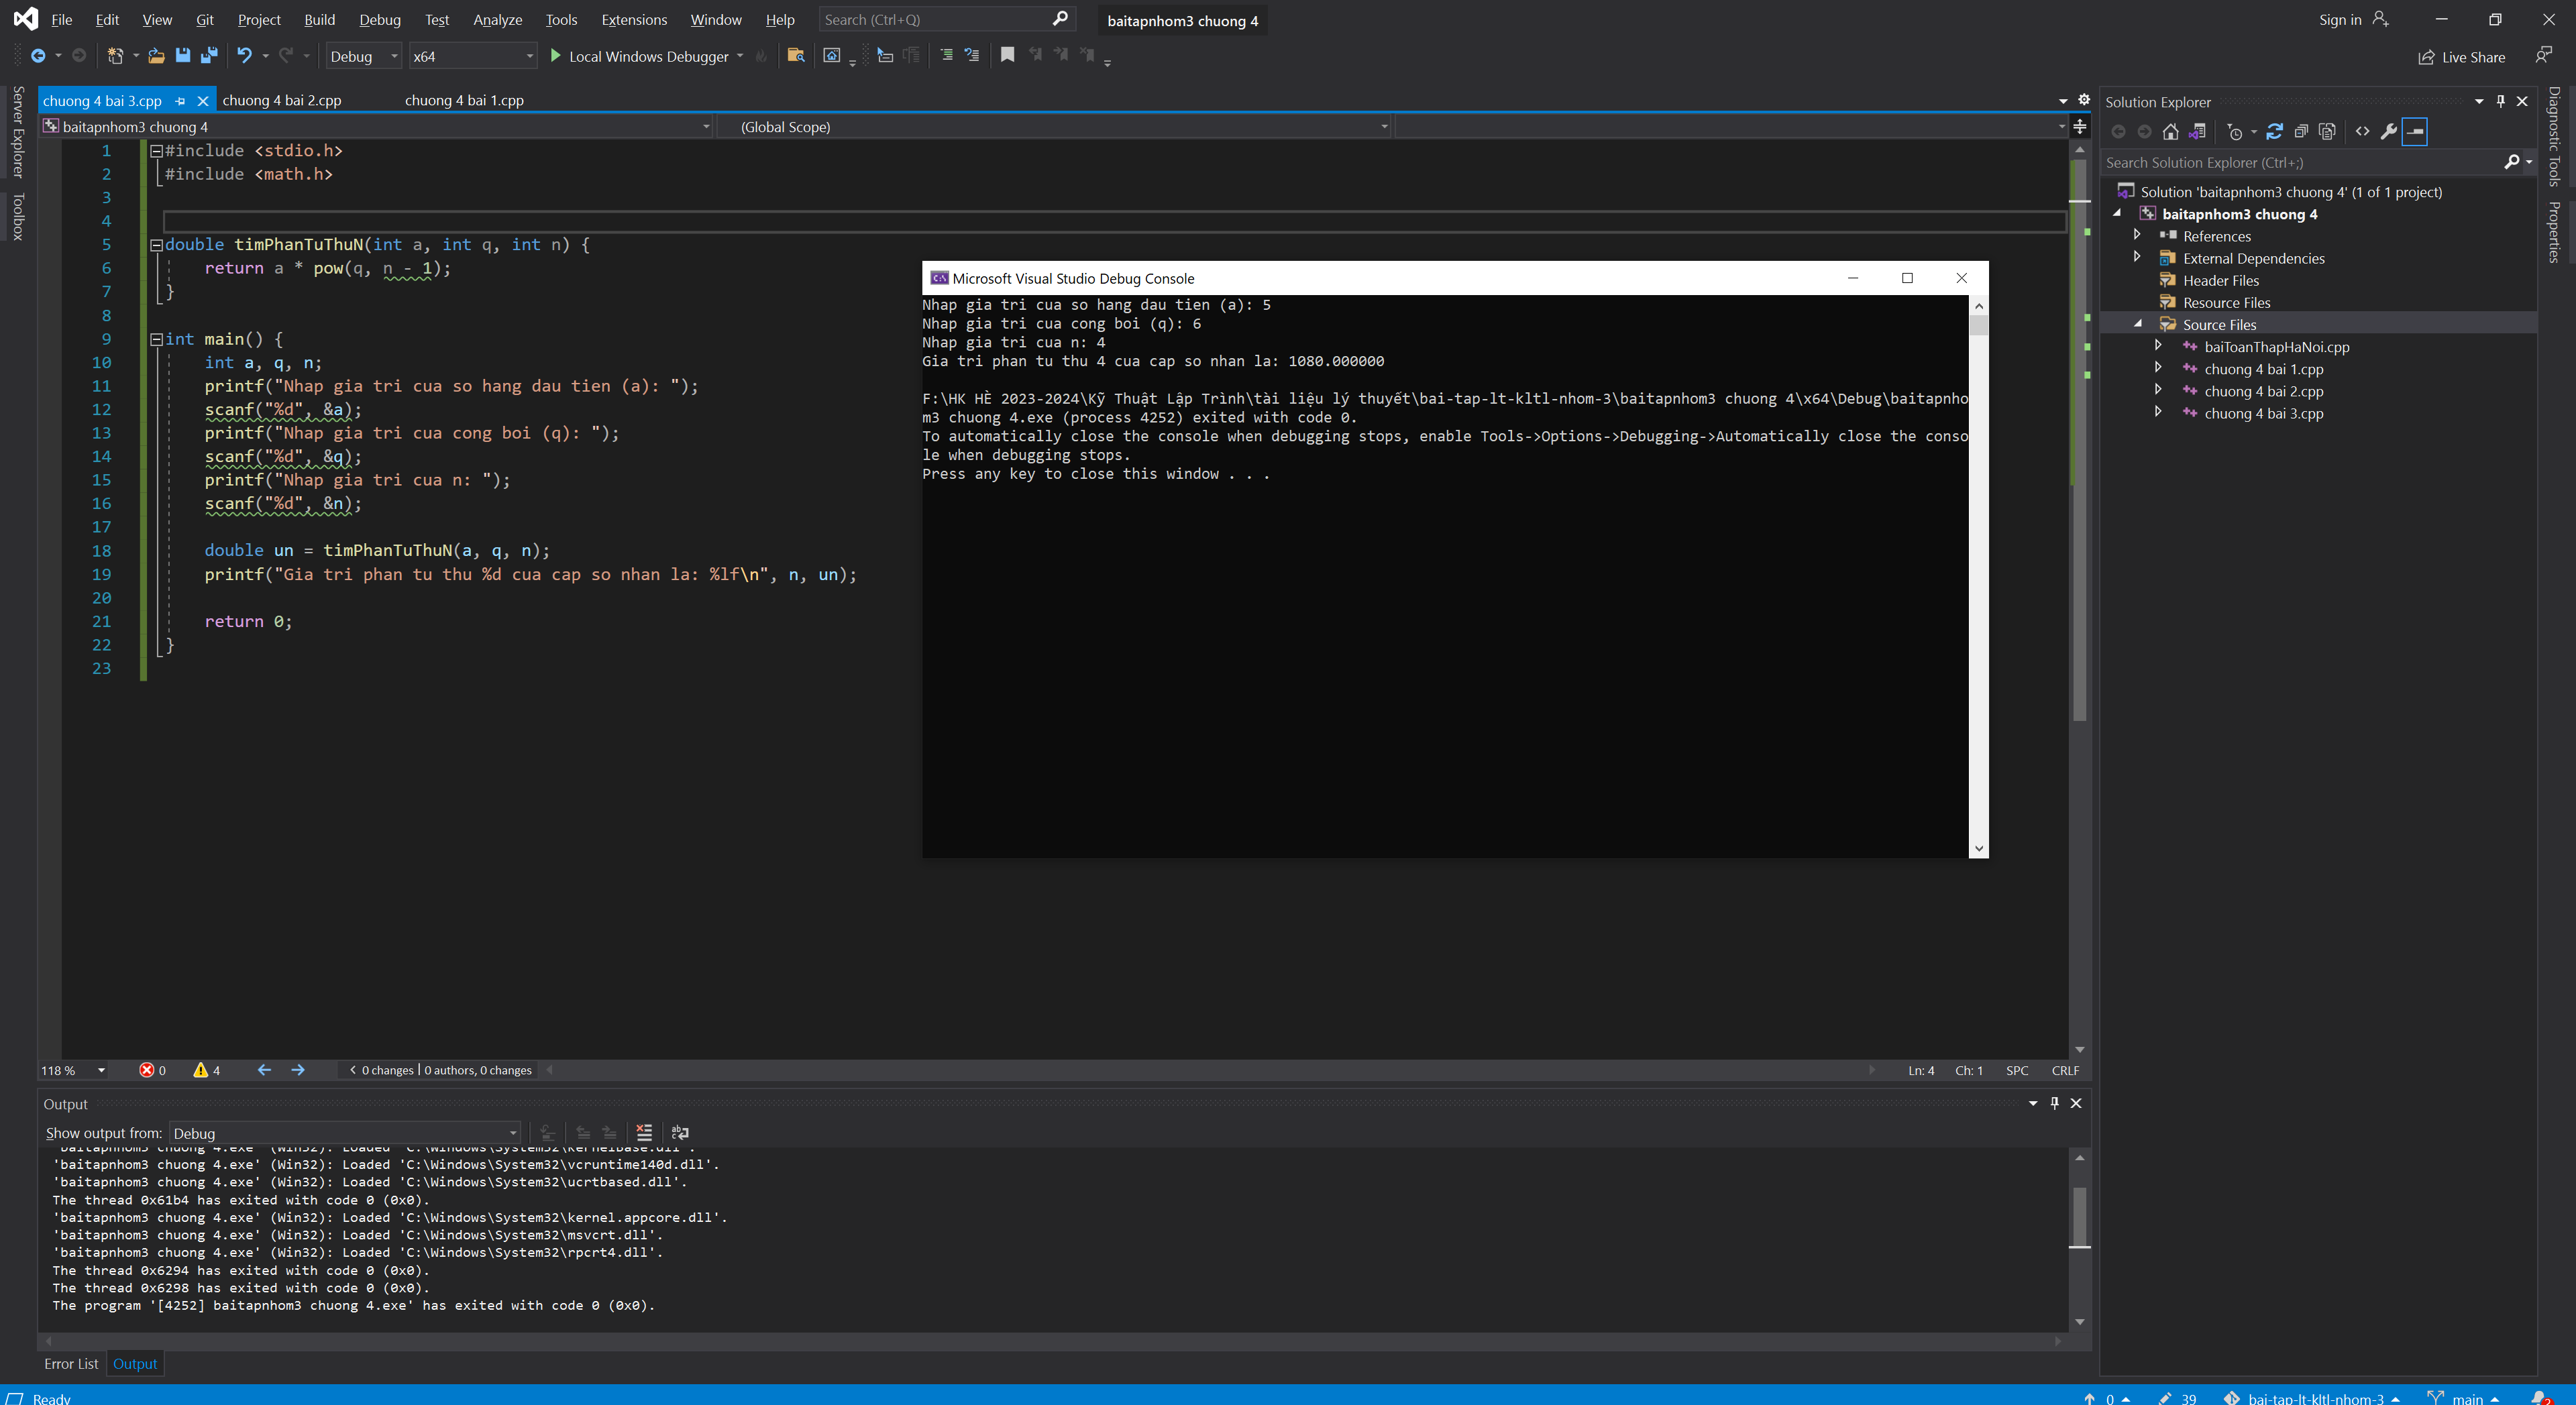 File Edit View Git Project Build Debug Test Analyze Tools Extensions Window Help Search (Ctrl+Q) baitapnhom3 chuong 4 Sign in
Debug x64 Local Windows Debugger Live Share
Server Explorer
Toolbox
chuong 4 bai 3.cpp chuong 4 bai 2.cpp chuong 4 bai 1.cpp
baitapnhom3 chuong 4 (Global Scope)
1 #include <stdio.h>
2 #include <math.h>
3
4
5 double timPhanTuThuN(int a, int q, int n) {
6 return a * pow(q, n - 1);
7 }
8
9 int main() {
10 int a, q, n;
11 printf("Nhap gia tri cua so hang dau tien (a): ");
12 scanf("%d", &a);
13 printf("Nhap gia tri cua cong boi (q): ");
14 scanf("%d", &q);
15 printf("Nhap gia tri cua n: ");
16 scanf("%d", &n);
17
18 double un = timPhanTuThuN(a, q, n);
19 printf("Gia tri phan tu thu %d cua cap so nhan la: %lf\n", n, un);
20
21 return 0;
22 }
23
Microsoft Visual Studio Debug Console
Nhap gia tri cua so hang dau tien (a): 5
Nhap gia tri cua cong boi (q): 6
Nhap gia tri cua n: 4
Gia tri phan tu thu 4 cua cap so nhan la: 1080.000000
F:\HK HÈ 2023-2024\Kỹ Thuật Lập Trình\tài liệu lý thuyết\bai-tap-lt-kltl-nhom-3\baitapnhom3 chuong 4\x64\Debug\baitapnho
m3 chuong 4.exe (process 4252) exited with code 0.
To automatically close the console when debugging stops, enable Tools->Options->Debugging->Automatically close the conso
le when debugging stops.
Press any key to close this window . . .
118 % 0 4 0 changes | 0 authors, 0 changes Ln: 4 Ch: 1 SPC CRLF
Output
Show output from: Debug
'baitapnhom3 chuong 4.exe' (Win32): Loaded 'C:\Windows\System32\KernelBase.dll'.
'baitapnhom3 chuong 4.exe' (Win32): Loaded 'C:\Windows\System32\vcruntime140d.dll'.
'baitapnhom3 chuong 4.exe' (Win32): Loaded 'C:\Windows\System32\ucrtbased.dll'.
The thread 0x61b4 has exited with code 0 (0x0).
'baitapnhom3 chuong 4.exe' (Win32): Loaded 'C:\Windows\System32\kernel.appcore.dll'.
'baitapnhom3 chuong 4.exe' (Win32): Loaded 'C:\Windows\System32\msvcrt.dll'.
'baitapnhom3 chuong 4.exe' (Win32): Loaded 'C:\Windows\System32\rpcrt4.dll'.
The thread 0x6294 has exited with code 0 (0x0).
The thread 0x6298 has exited with code 0 (0x0).
The program '[4252] baitapnhom3 chuong 4.exe' has exited with code 0 (0x0).
Error List Output
Solution Explorer
Search Solution Explorer (Ctrl+;)
Solution 'baitapnhom3 chuong 4' (1 of 1 project)
baitapnhom3 chuong 4
References
External Dependencies
Header Files
Resource Files
Source Files
baiToanThapHaNoi.cpp
chuong 4 bai 1.cpp
chuong 4 bai 2.cpp
chuong 4 bai 3.cpp
Diagnostic Tools
Properties
Ready 0 39 bai-tap-lt-kltl-nhom-3 main 2